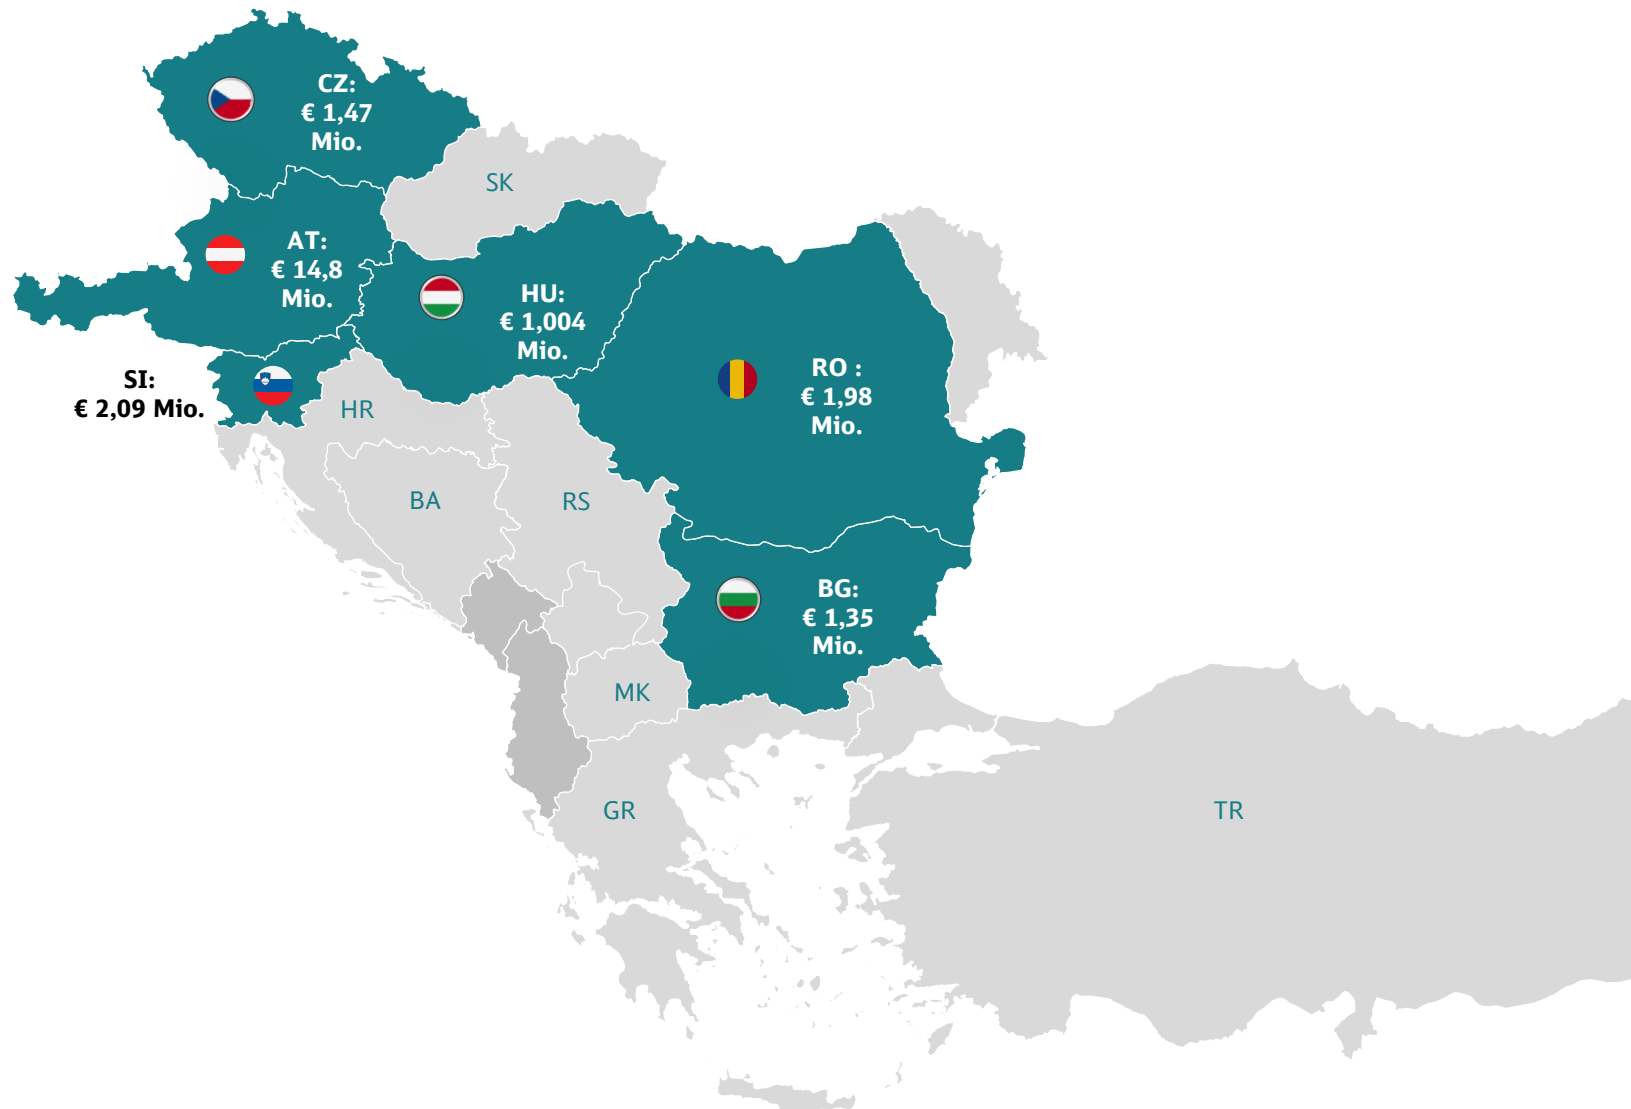 CZ:
€ 1,47
Mio.
SK
AT:
€ 14,8
Mio.
HU:
€ 1,004
Mio.
SI:
€ 2,09 Mio.
RO :
€ 1,98
Mio.
HR
BA
RS
BG:
€ 1,35
Mio.
MK
GR
TR